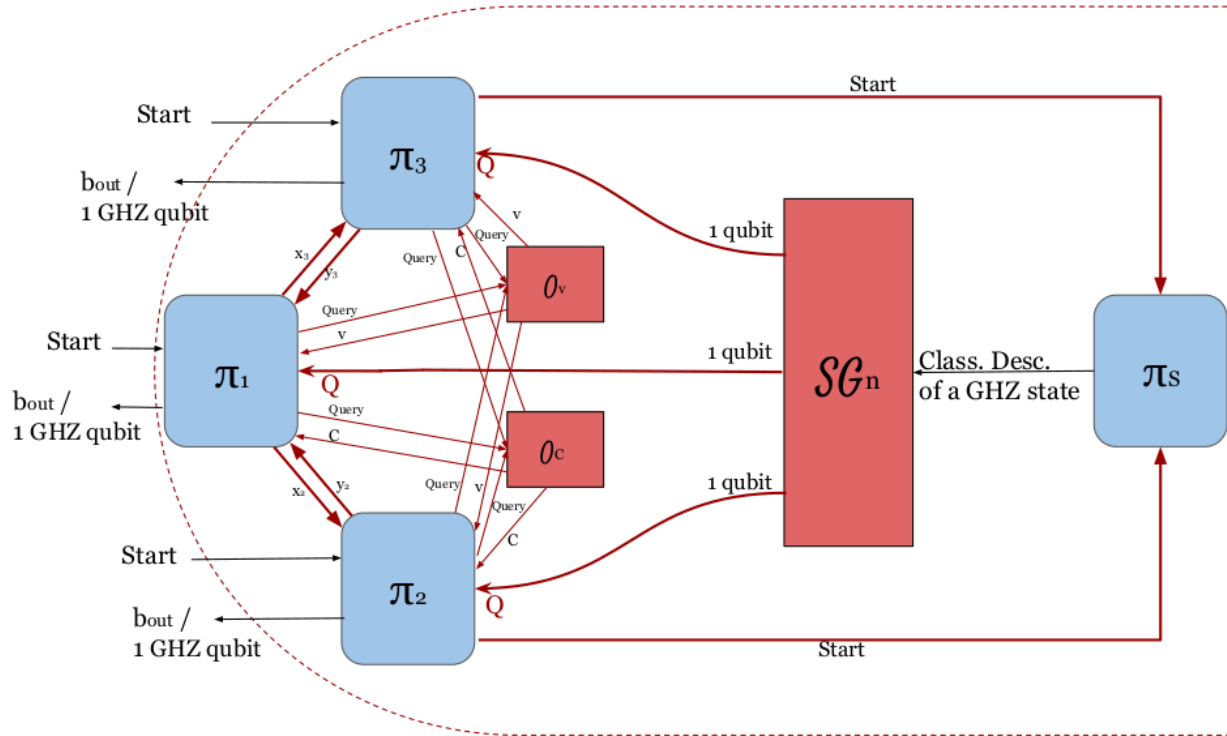 Start
Start
π₃
Q
bout /
1 GHZ qubit
v
Query
C
Query
1 qubit
x₃
y₃
Oᵥ
Query
v
Start
π₁
Q
1 qubit
SGn
Class. Desc.
of a GHZ state
πS
bout /
1 GHZ qubit
Query
C
OC
x₂
y₂
Query
v
Query
C
1 qubit
Start
π₂
Q
bout /
1 GHZ qubit
Start